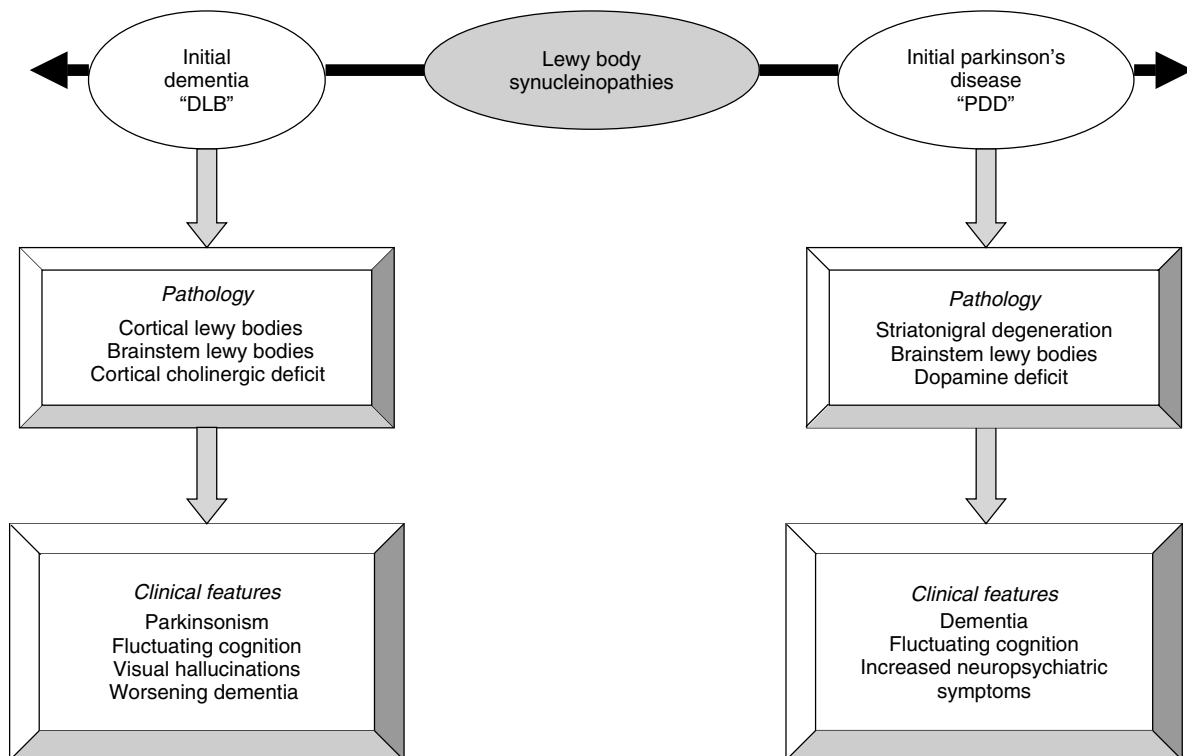 Initial
dementia
“DLB”
Lewy body
synucleinopathies
Initial parkinson’s
disease
“PDD”
Pathology
Cortical lewy bodies
Brainstem lewy bodies
Cortical cholinergic deficit
Pathology
Striatonigral degeneration
Brainstem lewy bodies
Dopamine deficit
Clinical features
Parkinsonism
Fluctuating cognition
Visual hallucinations
Worsening dementia
Clinical features
Dementia
Fluctuating cognition
Increased neuropsychiatric
symptoms